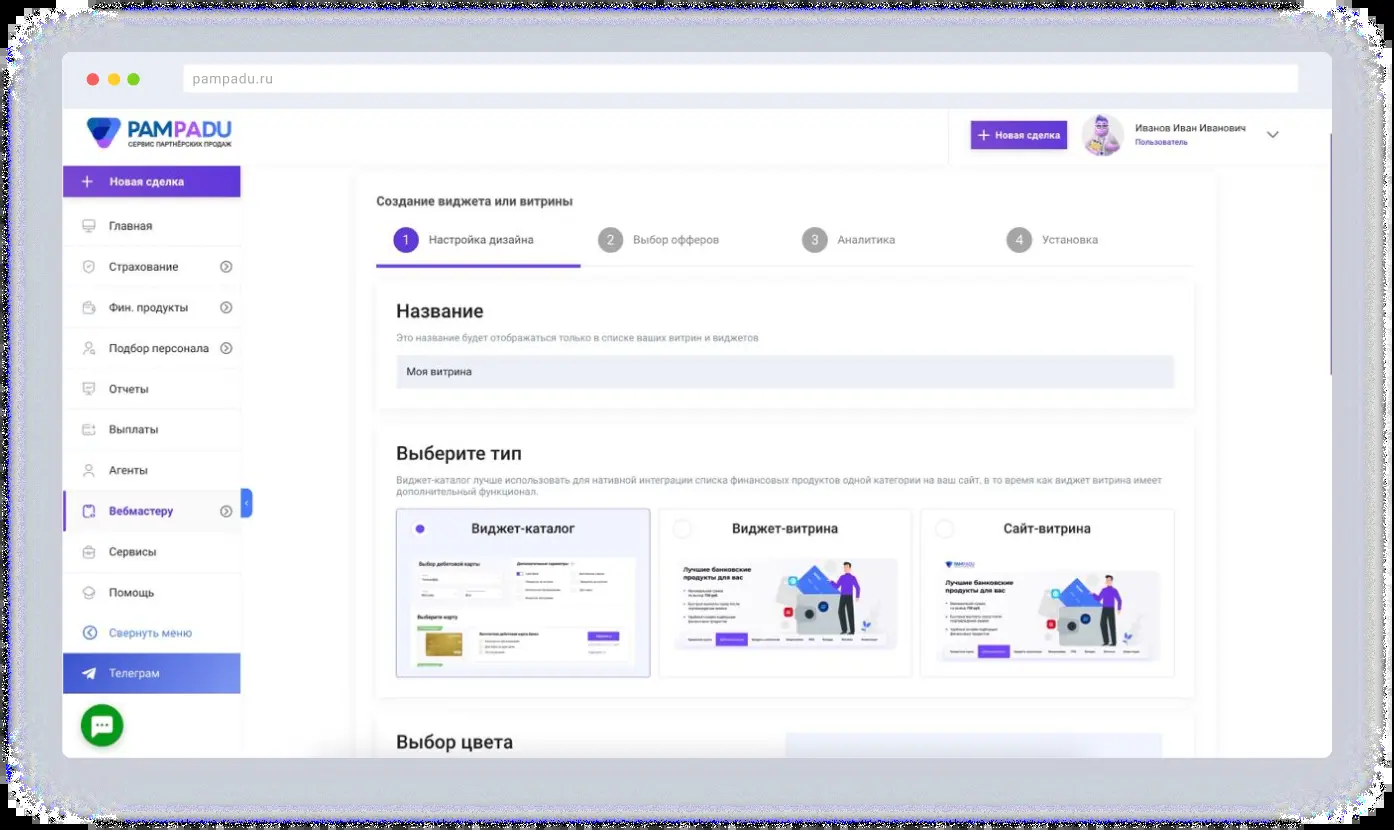 pampadu.ru
PAMPADU
СЕРВИС ПАРТНЁРСКИХ ПРОДАЖ
Новая сделка
Иванов Иван Иванович
Пользователь
Новая сделка
Главная
Страхование
Фин. продукты
Подбор персонала
Отчеты
Выплаты
Агенты
Вебмастеру
Сервисы
Помощь
Свернуть меню
Телеграм
Создание виджета или витрины
1 Настройка дизайна
2 Выбор офферов
3 Аналитика
4 Установка
Название
Это название будет отображаться только в списке ваших витрин и виджетов
Моя витрина
Выберите тип
Виджет-каталог лучше использовать для нативной интеграции списка финансовых продуктов одной категории на ваш сайт, в то время как виджет витрина имеет
дополнительный функционал.
Виджет-каталог
Выбор дебетовой карты
Выберите карту
Виджет-витрина
Лучшие банковские
продукты для вас
Сайт-витрина
PAMPADU
Лучшие банковские
продукты для вас
Выбор цвета